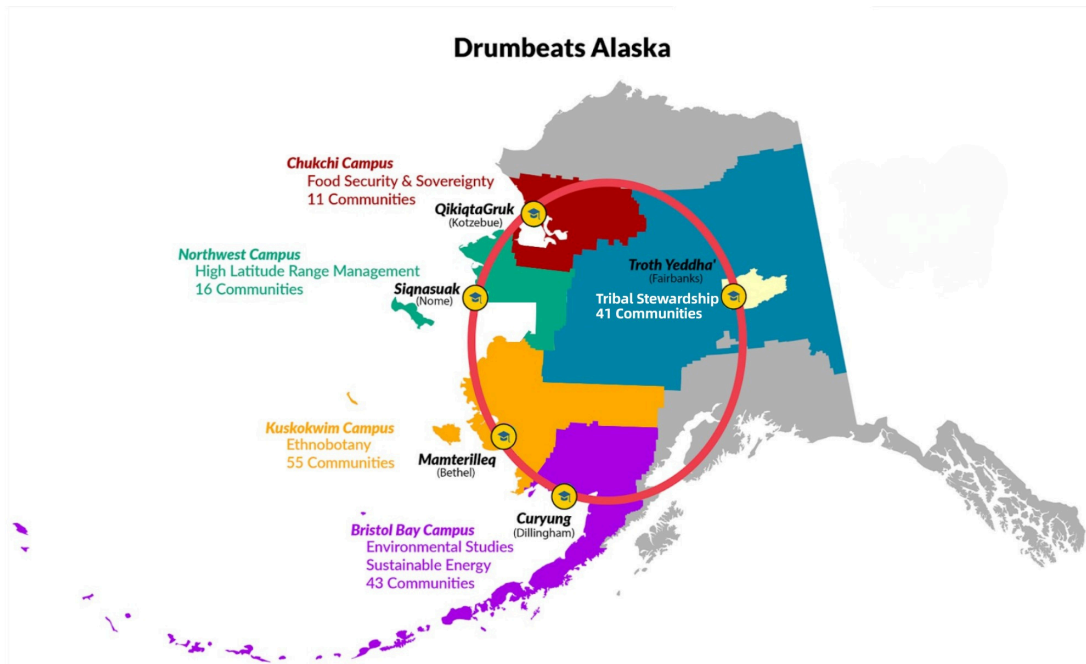 Drumbeats Alaska
Chukchi Campus
Food Security & Sovereignty
11 Communities
QikiqtaGruk
(Kotzebue)
Northwest Campus
High Latitude Range Management
16 Communities
Siqnasuak
(Nome)
Troth Yeddha'
(Fairbanks)
Tribal Stewardship
41 Communities
Kuskokwim Campus
Ethnobotany
55 Communities
Mamterilleq
(Bethel)
Curyung
(Dillingham)
Bristol Bay Campus
Environmental Studies
Sustainable Energy
43 Communities